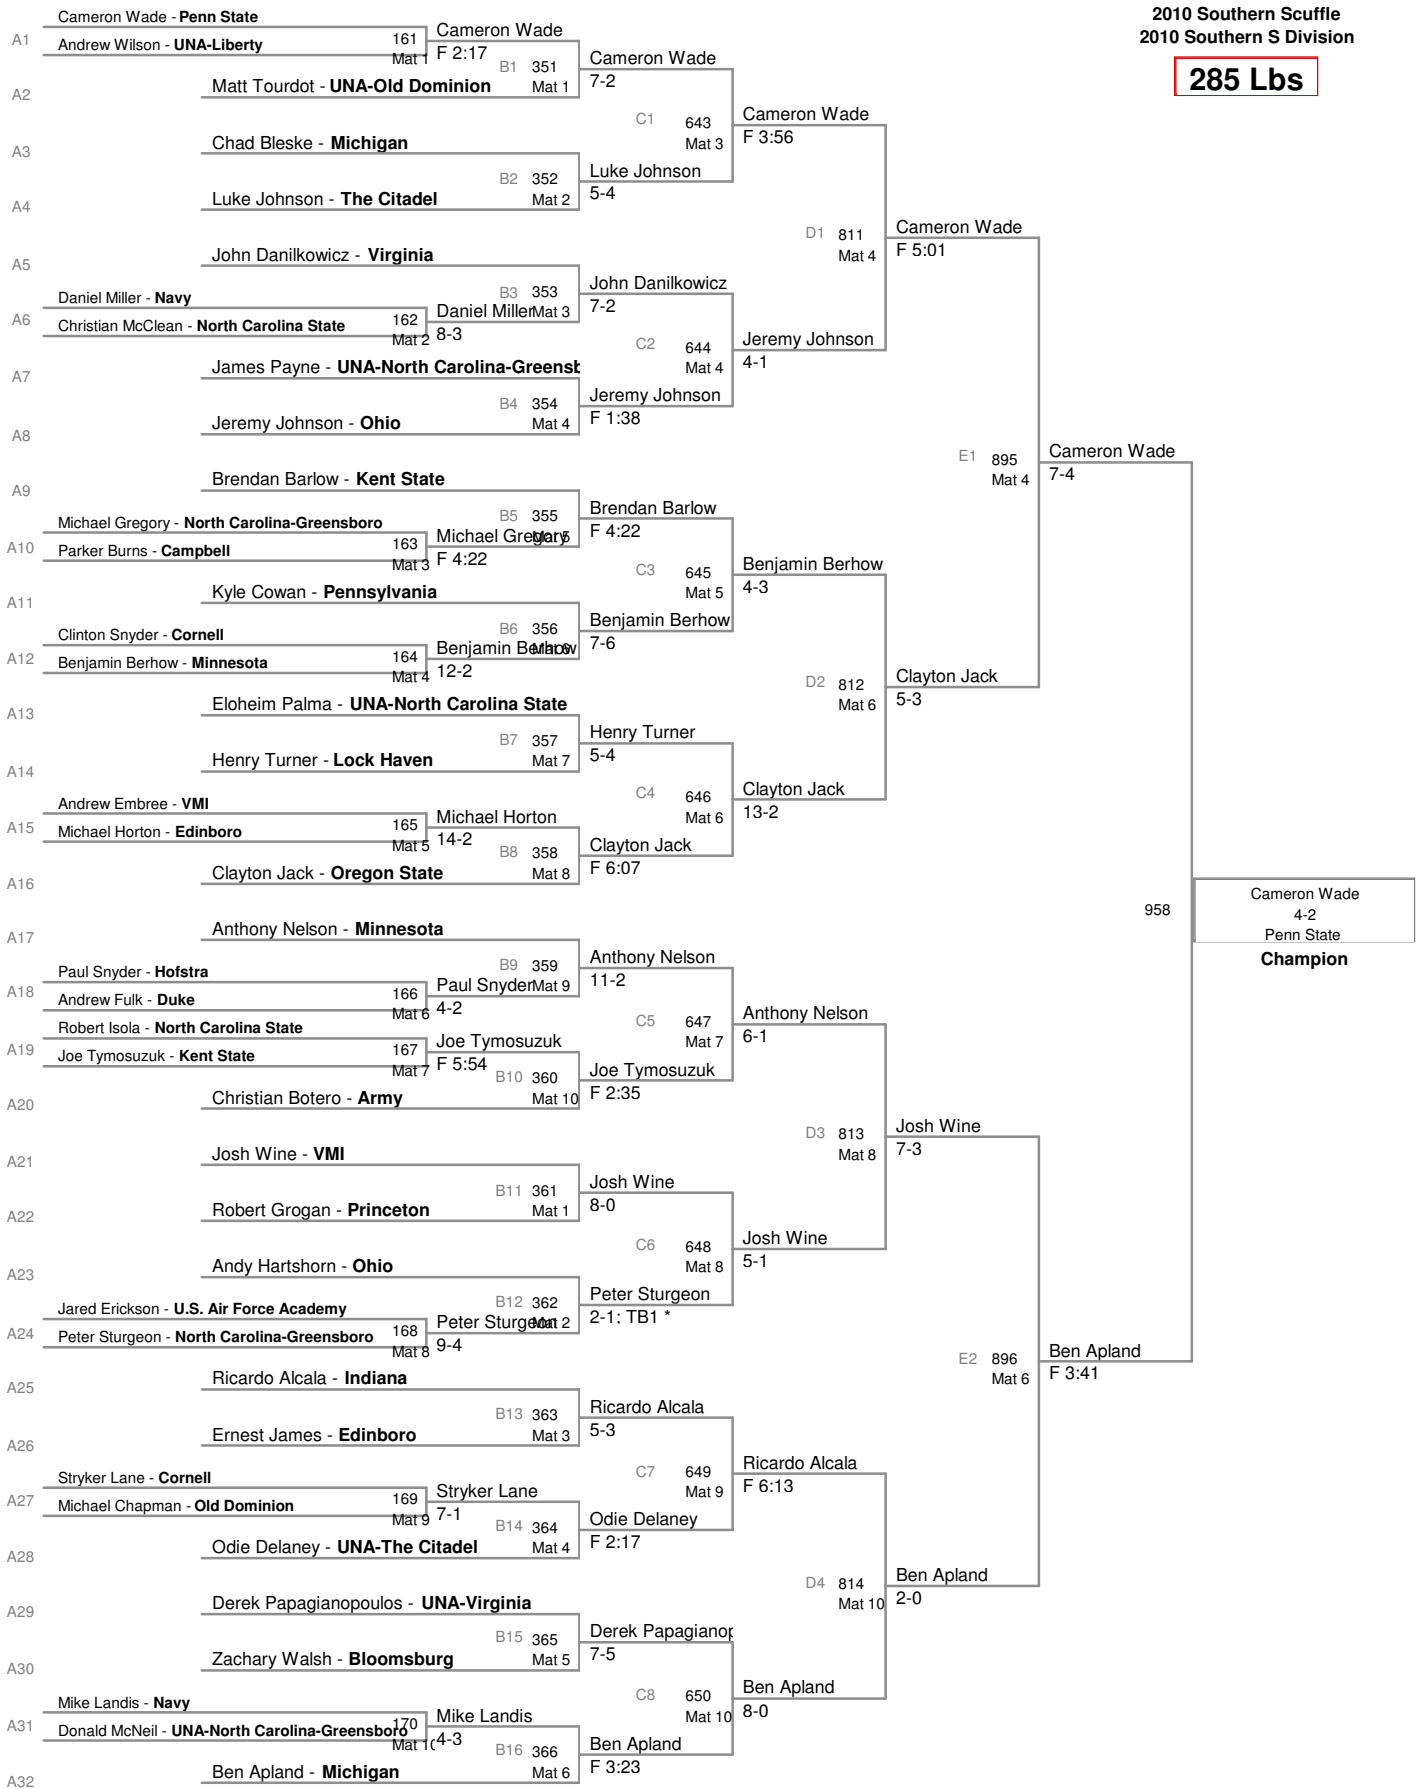 2010 Southern Scuffle
2010 Southern S Division
285 Lbs
A1
Cameron Wade - Penn State
Andrew Wilson - UNA-Liberty
161
Mat 1
Cameron Wade
F 2:17
A2
Matt Tourdot - UNA-Old Dominion
B1 351
Mat 1
Cameron Wade
7-2
A3
Chad Bleske - Michigan
A4
Luke Johnson - The Citadel
B2 352
Mat 2
Luke Johnson
5-4
C1 643
Mat 3
Cameron Wade
F 3:56
A5
John Danilkowicz - Virginia
A6
Daniel Miller - Navy
Christian McClean - North Carolina State
162
Mat 2
Daniel Miller
8-3
B3 353
Mat 3
John Danilkowicz
7-2
A7
James Payne - UNA-North Carolina-Greensb
A8
Jeremy Johnson - Ohio
B4 354
Mat 4
Jeremy Johnson
F 1:38
C2 644
Mat 4
Jeremy Johnson
4-1
D1 811
Mat 4
Cameron Wade
F 5:01
A9
Brendan Barlow - Kent State
A10
Michael Gregory - North Carolina-Greensboro
Parker Burns - Campbell
163
Mat 3
Michael Gregory
F 4:22
B5 355
Mat 5
Brendan Barlow
F 4:22
A11
Kyle Cowan - Pennsylvania
A12
Clinton Snyder - Cornell
Benjamin Berhow - Minnesota
164
Mat 4
Benjamin Berhow
12-2
B6 356
Mat 6
Benjamin Berhow
7-6
C3 645
Mat 5
Benjamin Berhow
4-3
A13
Eloheim Palma - UNA-North Carolina State
A14
Henry Turner - Lock Haven
B7 357
Mat 7
Henry Turner
5-4
A15
Andrew Embree - VMI
Michael Horton - Edinboro
165
Mat 5
Michael Horton
14-2
A16
Clayton Jack - Oregon State
B8 358
Mat 8
Clayton Jack
F 6:07
C4 646
Mat 6
Clayton Jack
13-2
D2 812
Mat 6
Clayton Jack
5-3
E1 895
Mat 4
Cameron Wade
7-4
A17
Anthony Nelson - Minnesota
A18
Paul Snyder - Hofstra
Andrew Fulk - Duke
166
Mat 6
Paul Snyder
4-2
B9 359
Mat 9
Anthony Nelson
11-2
A19
Robert Isola - North Carolina State
Joe Tymosuzuk - Kent State
167
Mat 7
Joe Tymosuzuk
F 5:54
A20
Christian Botero - Army
B10 360
Mat 10
Joe Tymosuzuk
F 2:35
C5 647
Mat 7
Anthony Nelson
6-1
A21
Josh Wine - VMI
A22
Robert Grogan - Princeton
B11 361
Mat 1
Josh Wine
8-0
A23
Andy Hartshorn - Ohio
A24
Jared Erickson - U.S. Air Force Academy
Peter Sturgeon - North Carolina-Greensboro
168
Mat 8
Peter Sturgeon
9-4
B12 362
Mat 2
Peter Sturgeon
2-1; TB1 *
C6 648
Mat 8
Josh Wine
5-1
D3 813
Mat 8
Josh Wine
7-3
A25
Ricardo Alcala - Indiana
A26
Ernest James - Edinboro
B13 363
Mat 3
Ricardo Alcala
5-3
A27
Stryker Lane - Cornell
Michael Chapman - Old Dominion
169
Mat 9
Stryker Lane
7-1
A28
Odie Delaney - UNA-The Citadel
B14 364
Mat 4
Odie Delaney
F 2:17
C7 649
Mat 9
Ricardo Alcala
F 6:13
A29
Derek Papagianopoulos - UNA-Virginia
A30
Zachary Walsh - Bloomsburg
B15 365
Mat 5
Derek Papagianop
7-5
A31
Mike Landis - Navy
Donald McNeil - UNA-North Carolina-Greensboro
170
Mat 10
Mike Landis
4-3
A32
Ben Apland - Michigan
B16 366
Mat 6
Ben Apland
F 3:23
C8 650
Mat 10
Ben Apland
8-0
D4 814
Mat 10
Ben Apland
2-0
E2 896
Mat 6
Ben Apland
F 3:41
958
Cameron Wade
4-2
Penn State
Champion